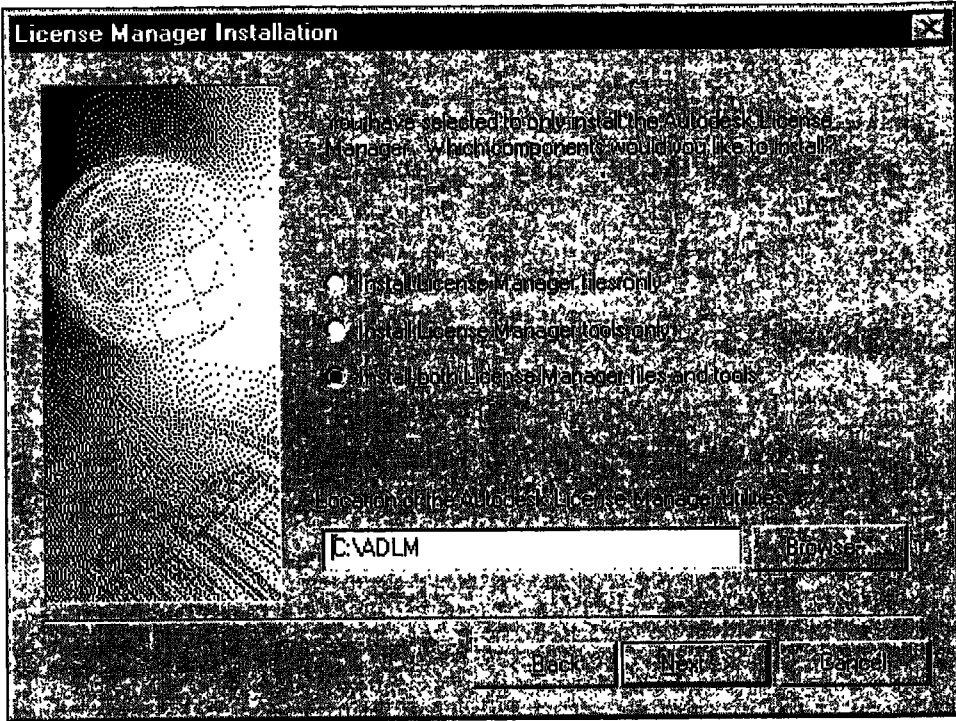 License Manager Installation
You have selected to only install the Autodesk License
Manager. Which components would you like to install?
Install License Manager files only
Install License Manager tools only
Install both License Manager files and tools
Location of the Autodesk License Manager utilities
C:\ADLM
Browse...
< Back
Next >
Cancel